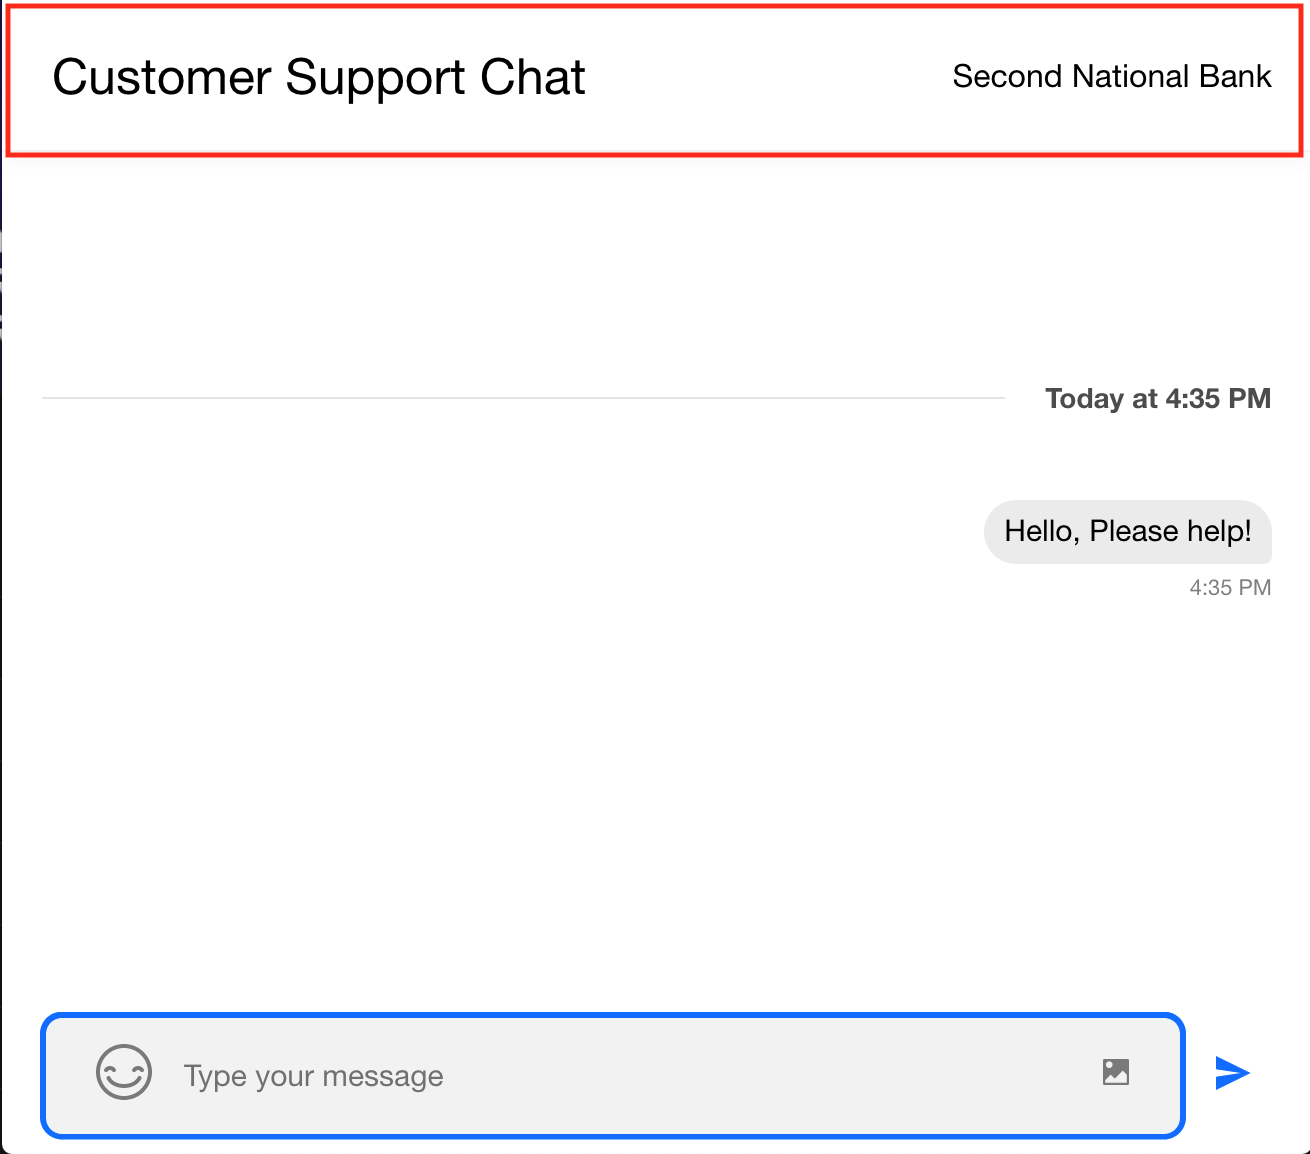 Customer Support Chat
Second National Bank
Today at 4:35 PM
Hello, Please help!
4:35 PM
Type your message